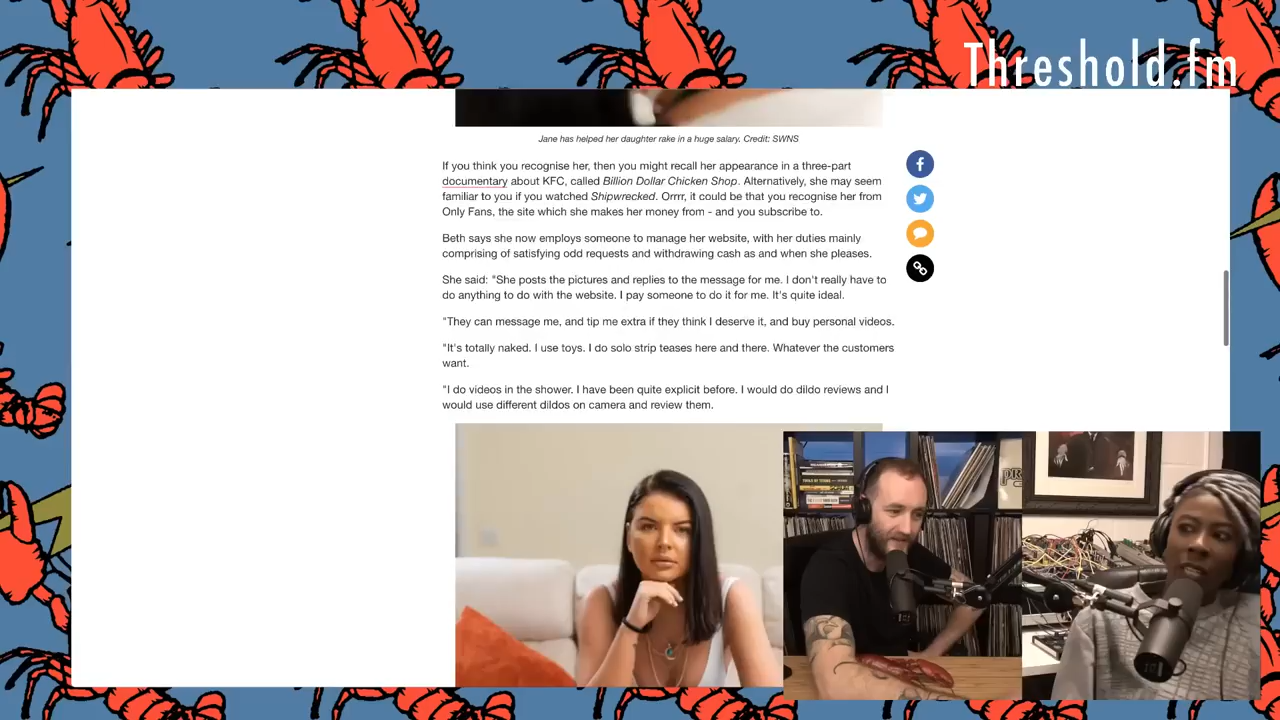 Threshold.fm
Jane has helped her daughter rake in a huge salary. Credit: SWNS
If you think you recognise her, then you might recall her appearance in a three-part
documentary about KFC, called Billion Dollar Chicken Shop. Alternatively, she may seem
familiar to you if you watched Shipwrecked. Orrr, it could be that you recognise her from
Only Fans, the site which she makes her money from - and you subscribe to.
Beth says she now employs someone to manage her website, with her duties mainly
comprising of satisfying odd requests and withdrawing cash as and when she pleases.
She said: "She posts the pictures and replies to the message for me. I don't really have to
do anything to do with the website. I pay someone to do it for me. It's quite ideal.
"They can message me, and tip me extra if they think I deserve it, and buy personal videos.
"It's totally naked. I use toys. I do solo strip teases here and there. Whatever the customers
want.
"I do videos in the shower. I have been quite explicit before. I would do dildo reviews and I
would use different dildos on camera and review them.